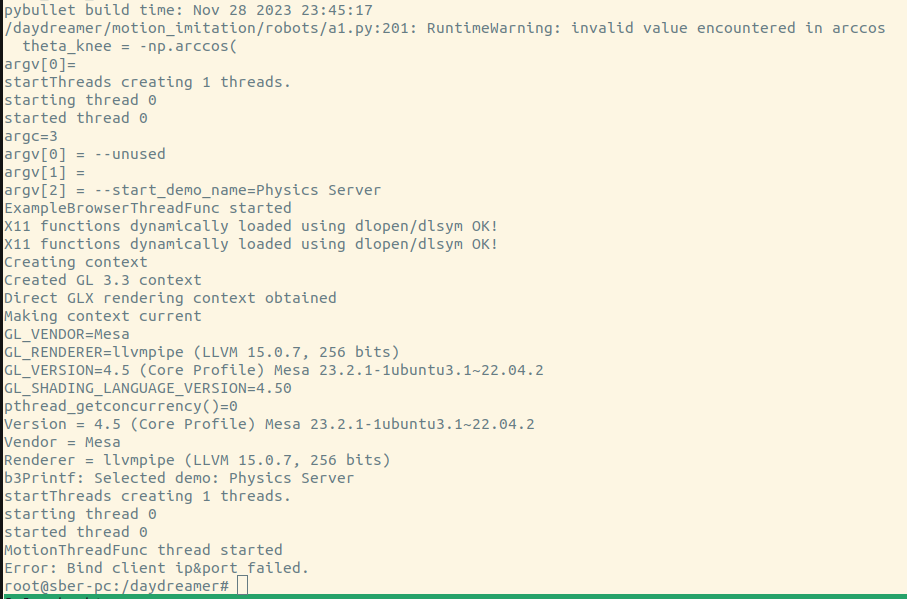 pybullet build time: Nov 28 2023 23:45:17
/daydreamer/motion_imitation/robots/a1.py:201: RuntimeWarning: invalid value encountered in arccos
  theta_knee = -np.arccos(
argv[0]=
startThreads creating 1 threads.
starting thread 0
started thread 0
argc=3
argv[0] = --unused
argv[1] =
argv[2] = --start_demo_name=Physics Server
ExampleBrowserThreadFunc started
X11 functions dynamically loaded using dlopen/dlsym OK!
X11 functions dynamically loaded using dlopen/dlsym OK!
Creating context
Created GL 3.3 context
Direct GLX rendering context obtained
Making context current
GL_VENDOR=Mesa
GL_RENDERER=llvmpipe (LLVM 15.0.7, 256 bits)
GL_VERSION=4.5 (Core Profile) Mesa 23.2.1-1ubuntu3.1~22.04.2
GL_SHADING_LANGUAGE_VERSION=4.50
pthread_getconcurrency()=0
Version = 4.5 (Core Profile) Mesa 23.2.1-1ubuntu3.1~22.04.2
Vendor = Mesa
Renderer = llvmpipe (LLVM 15.0.7, 256 bits)
b3Printf: Selected demo: Physics Server
startThreads creating 1 threads.
starting thread 0
started thread 0
MotionThreadFunc thread started
Error: Bind client ip&port failed.
root@sber-pc:/daydreamer#